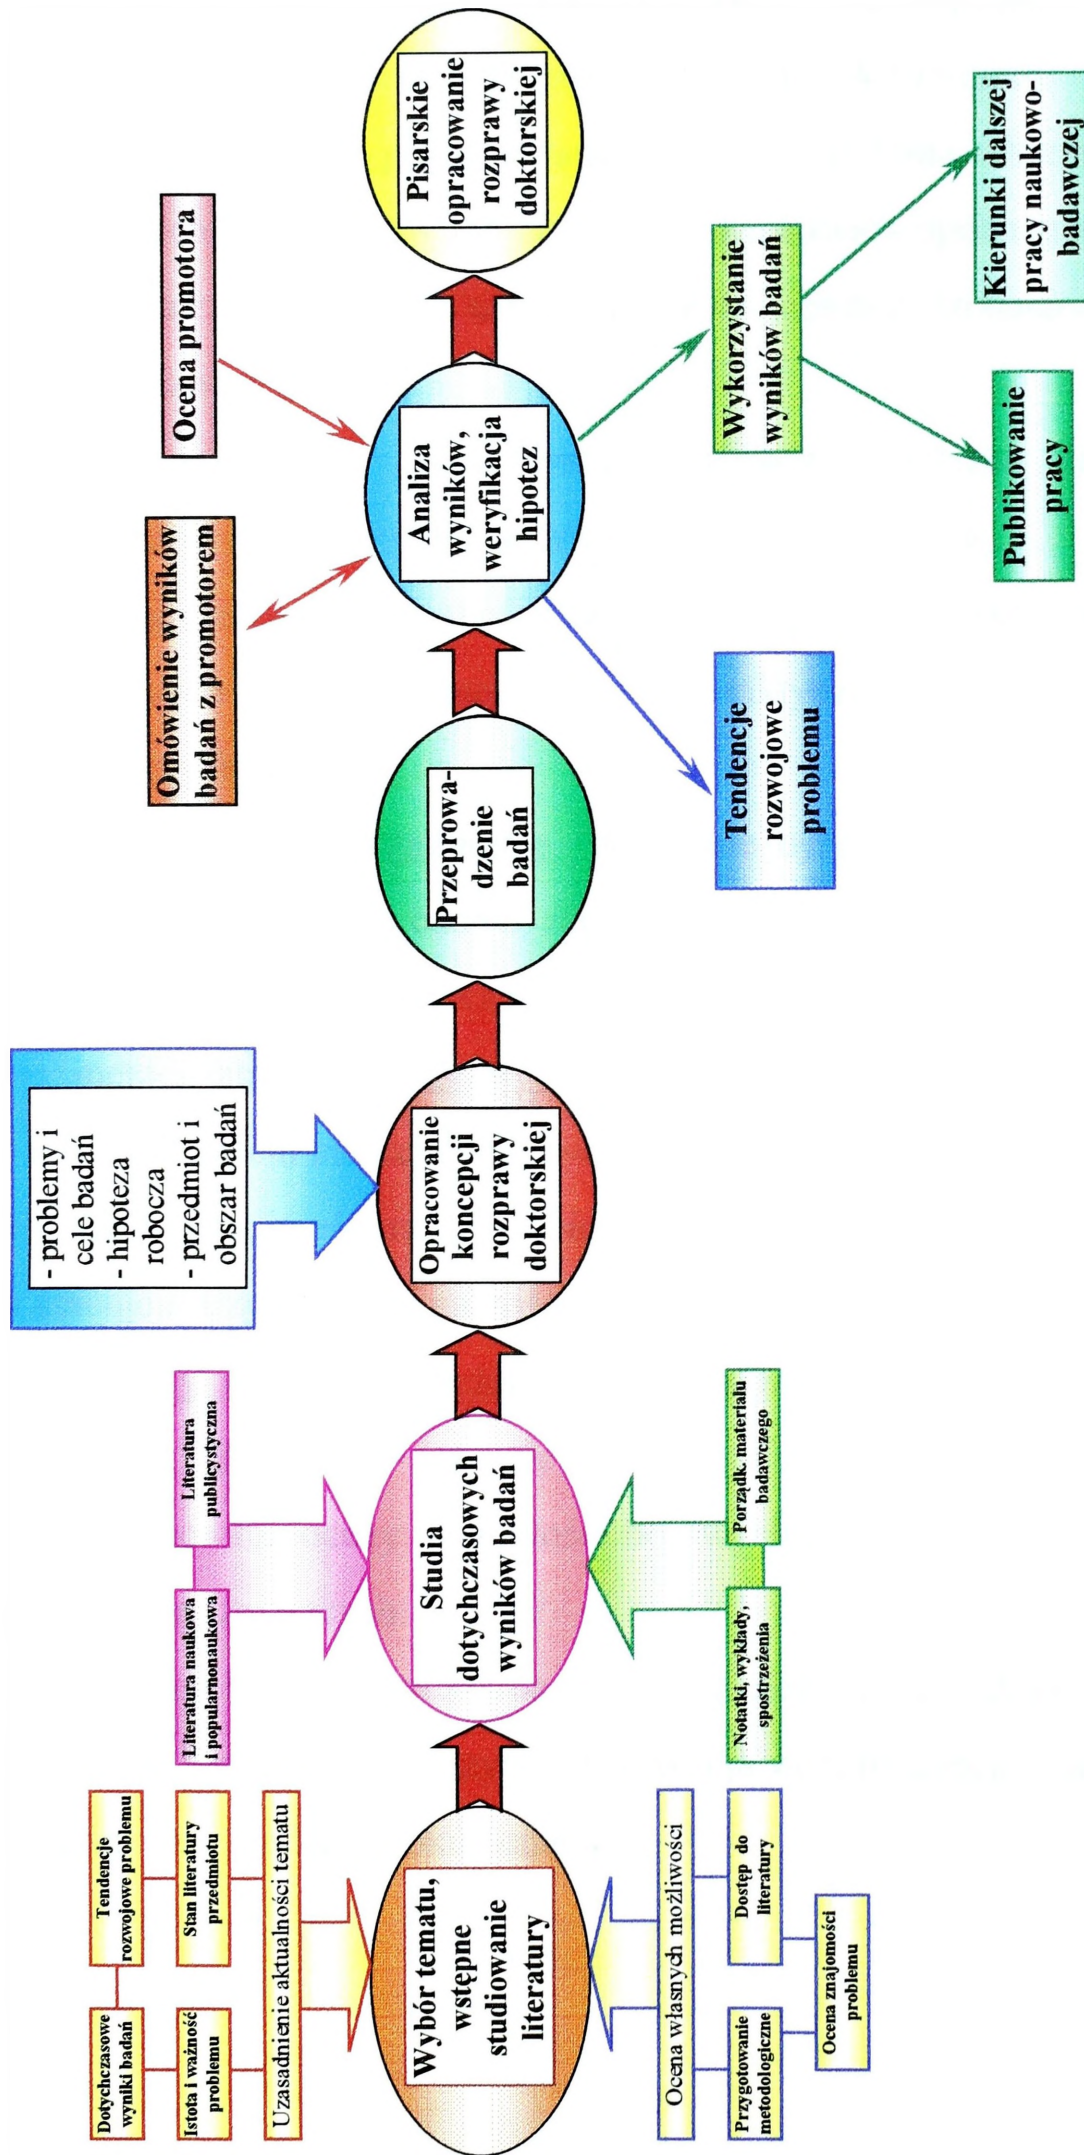 Dotychczasowe
wyniki badań
Tendencje
rozwojowe problemu
Istota i ważność
problemu
Stan literatury
przedmiotu
Uzasadnienie aktualności tematu
Wybór tematu,
wstępne
studiowanie
literatury
Ocena własnych możliwości
Przygotowanie
metodologiczne
Dostęp do
literatury
Ocena znajomości
problemu
Literatura naukowa
i popularnonaukowa
Literatura
publicystyczna
Studia
dotychczasowych
wyników badań
Notatki, wykłady,
spostrzeżenia
Porządk. materiału
badawczego
- problemy i
cele badań
- hipoteza
robocza
- przedmiot i
obszar badań
Opracowanie
koncepcji
rozprawy
doktorskiej
Przeprowa-
dzenie
badań
Omówienie wyników
badań z promotorem
Ocena promotora
Analiza
wyników,
weryfikacja
hipotez
Tendencje
rozwojowe
problemu
Wykorzystanie
wyników badań
Publikowanie
pracy
Kierunki dalszej
pracy naukowo-
badawczej
Pisarskie
opracowanie
rozprawy
doktorskiej